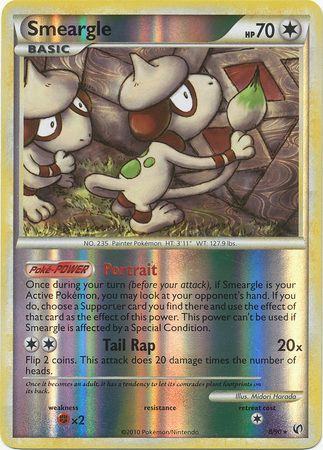 Smeargle
HP 70
BASIC
NO. 235 Painter Pokémon HT: 3'11" WT: 127.9 lbs.
Poké-POWER Portrait
Once during your turn (before your attack), if Smeargle is your
Active Pokémon, you may look at your opponent's hand. If you
do, choose a Supporter card you find there and use the effect of
that card as the effect of this power. This power can't be used if
Smeargle is affected by a Special Condition.
Tail Rap 20x
Flip 2 coins. This attack does 20 damage times the number of
heads.
Once it becomes an adult, it has a tendency to let its comrades plant footprints on
its back.
Illus. Midori Harada
weakness resistance retreat cost
×2
©2010 Pokémon/Nintendo
8/90 ★